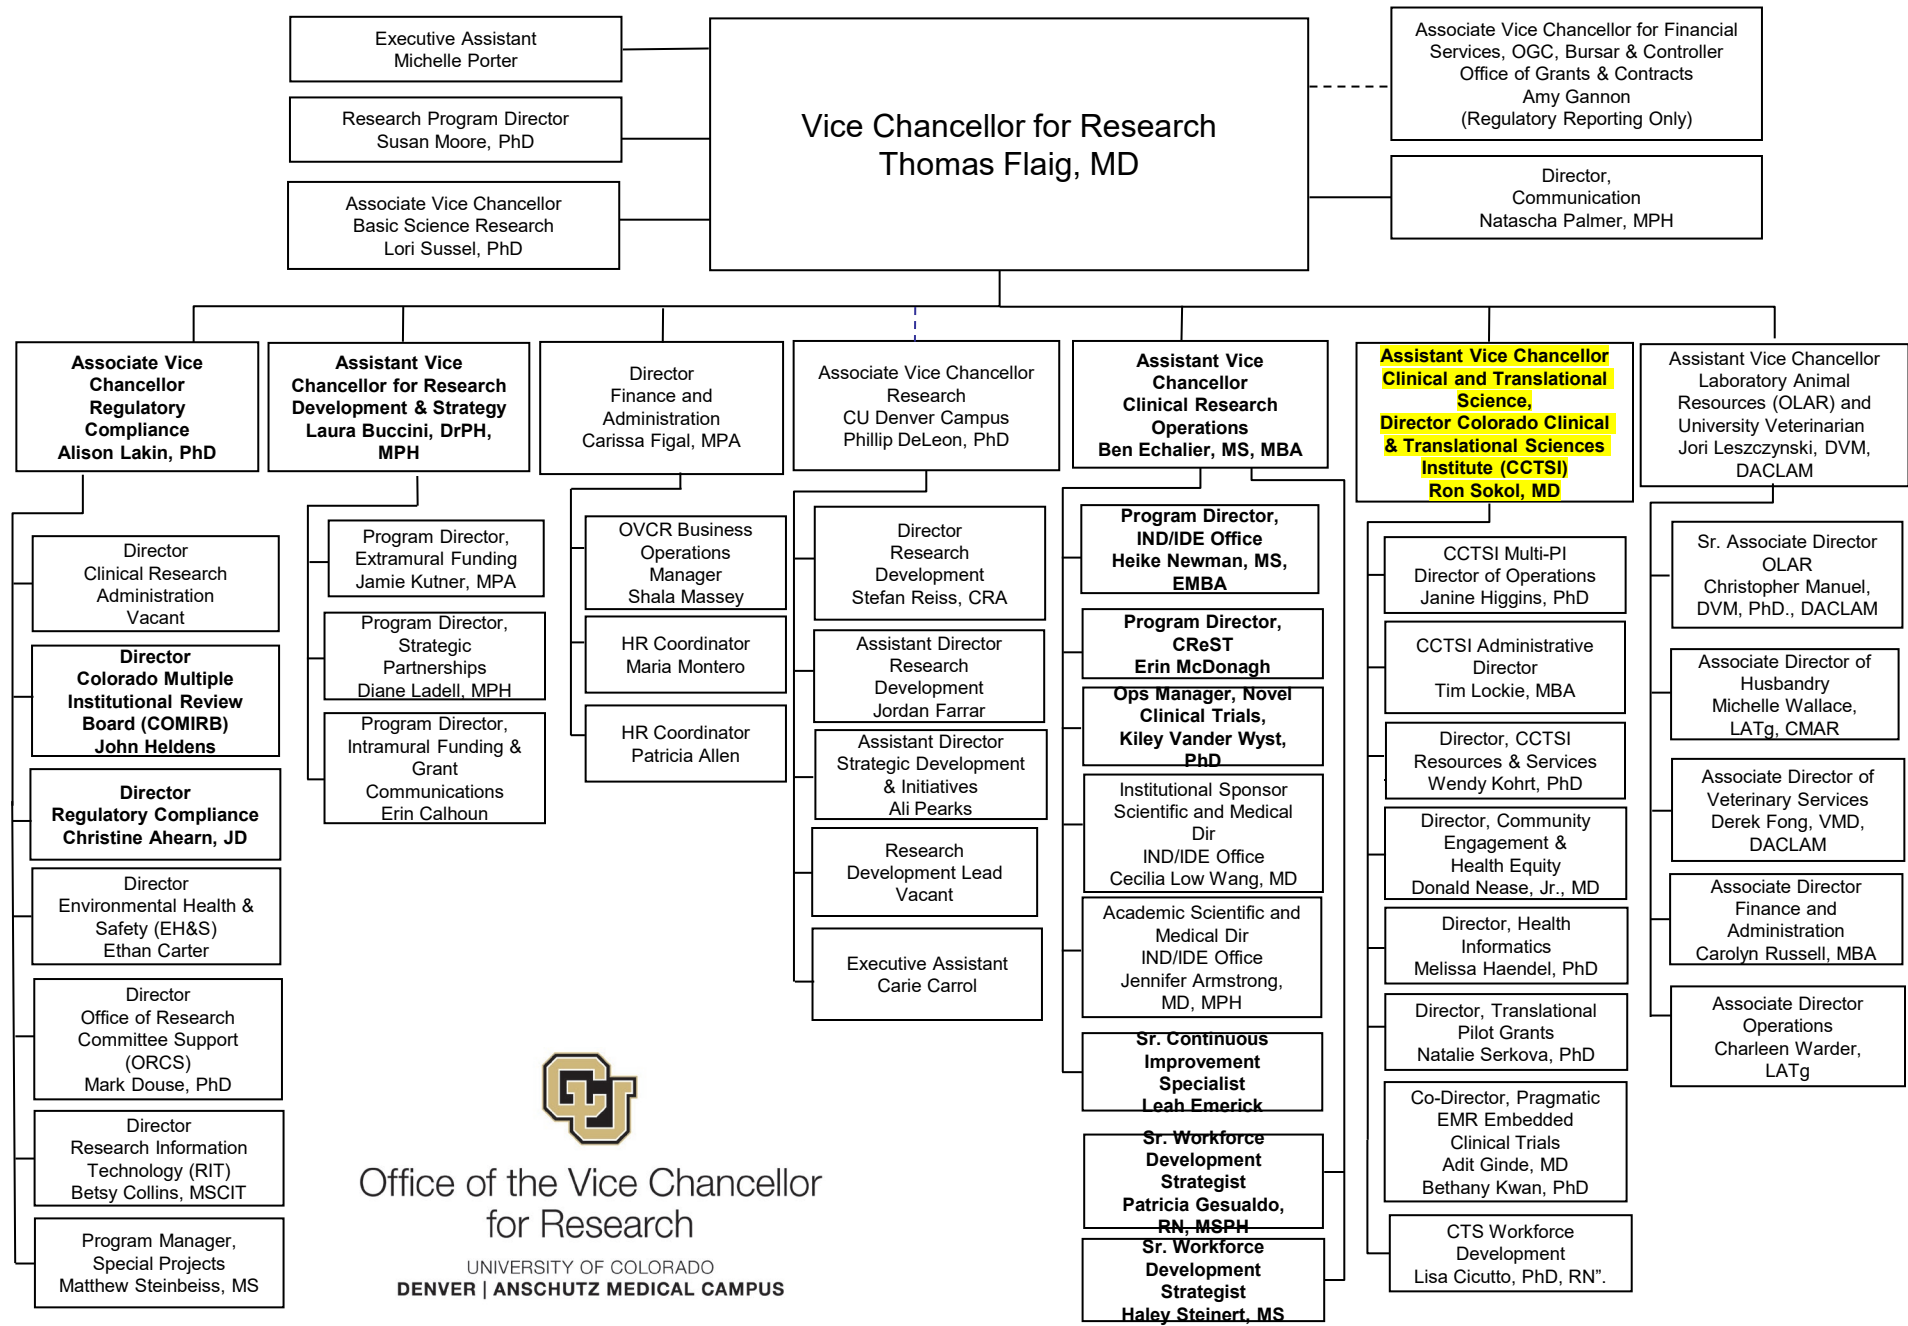 Executive Assistant
Michelle Porter
Research Program Director
Susan Moore, PhD
Associate Vice Chancellor
Basic Science Research
Lori Sussel, PhD
Vice Chancellor for Research
Thomas Flaig, MD
Associate Vice Chancellor for Financial
Services, OGC, Bursar & Controller
Office of Grants & Contracts
Amy Gannon
(Regulatory Reporting Only)
Director,
Communication
Natascha Palmer, MPH
Associate Vice
Chancellor
Regulatory
Compliance
Alison Lakin, PhD
Director
Clinical Research
Administration
Vacant
Director
Colorado Multiple
Institutional Review
Board (COMIRB)
John Heldens
Director
Regulatory Compliance
Christine Ahearn, JD
Director
Environmental Health &
Safety (EH&S)
Ethan Carter
Director
Office of Research
Committee Support
(ORCS)
Mark Douse, PhD
Director
Research Information
Technology (RIT)
Betsy Collins, MSCIT
Program Manager,
Special Projects
Matthew Steinbeiss, MS
Assistant Vice
Chancellor for Research
Development & Strategy
Laura Buccini, DrPH,
MPH
Program Director,
Extramural Funding
Jamie Kutner, MPA
Program Director,
Strategic
Partnerships
Diane Ladell, MPH
Program Director,
Intramural Funding &
Grant
Communications
Erin Calhoun
Director
Finance and
Administration
Carissa Figal, MPA
OVCR Business
Operations
Manager
Shala Massey
HR Coordinator
Maria Montero
HR Coordinator
Patricia Allen
Associate Vice Chancellor
Research
CU Denver Campus
Phillip DeLeon, PhD
Director
Research
Development
Stefan Reiss, CRA
Assistant Director
Research
Development
Jordan Farrar
Assistant Director
Strategic Development
& Initiatives
Ali Pearks
Research
Development Lead
Vacant
Executive Assistant
Carie Carrol
Assistant Vice
Chancellor
Clinical Research
Operations
Ben Echalier, MS, MBA
Program Director,
IND/IDE Office
Heike Newman, MS,
EMBA
Program Director,
CReST
Erin McDonagh
Ops Manager, Novel
Clinical Trials,
Kiley Vander Wyst,
PhD
Institutional Sponsor
Scientific and Medical
Dir
IND/IDE Office
Cecilia Low Wang, MD
Academic Scientific and
Medical Dir
IND/IDE Office
Jennifer Armstrong,
MD, MPH
Sr. Continuous
Improvement
Specialist
Leah Emerick
Sr. Workforce
Development
Strategist
Patricia Gesualdo,
RN, MSPH
Sr. Workforce
Development
Strategist
Haley Steinert, MS
Assistant Vice Chancellor
Clinical and Translational
Science,
Director Colorado Clinical
& Translational Sciences
Institute (CCTSI)
Ron Sokol, MD
CCTSI Multi-PI
Director of Operations
Janine Higgins, PhD
CCTSI Administrative
Director
Tim Lockie, MBA
Director, CCTSI
Resources & Services
Wendy Kohrt, PhD
Director, Community
Engagement &
Health Equity
Donald Nease, Jr., MD
Director, Health
Informatics
Melissa Haendel, PhD
Director, Translational
Pilot Grants
Natalie Serkova, PhD
Co-Director, Pragmatic
EMR Embedded
Clinical Trials
Adit Ginde, MD
Bethany Kwan, PhD
CTS Workforce
Development
Lisa Cicutto, PhD, RN”.
Assistant Vice Chancellor
Laboratory Animal
Resources (OLAR) and
University Veterinarian
Jori Leszczynski, DVM,
DACLAM
Sr. Associate Director
OLAR
Christopher Manuel,
DVM, PhD., DACLAM
Associate Director of
Husbandry
Michelle Wallace,
LATg, CMAR
Associate Director of
Veterinary Services
Derek Fong, VMD,
DACLAM
Associate Director
Finance and
Administration
Carolyn Russell, MBA
Associate Director
Operations
Charleen Warder,
LATg
CU
Office of the Vice Chancellor
for Research
UNIVERSITY OF COLORADO
DENVER | ANSCHUTZ MEDICAL CAMPUS